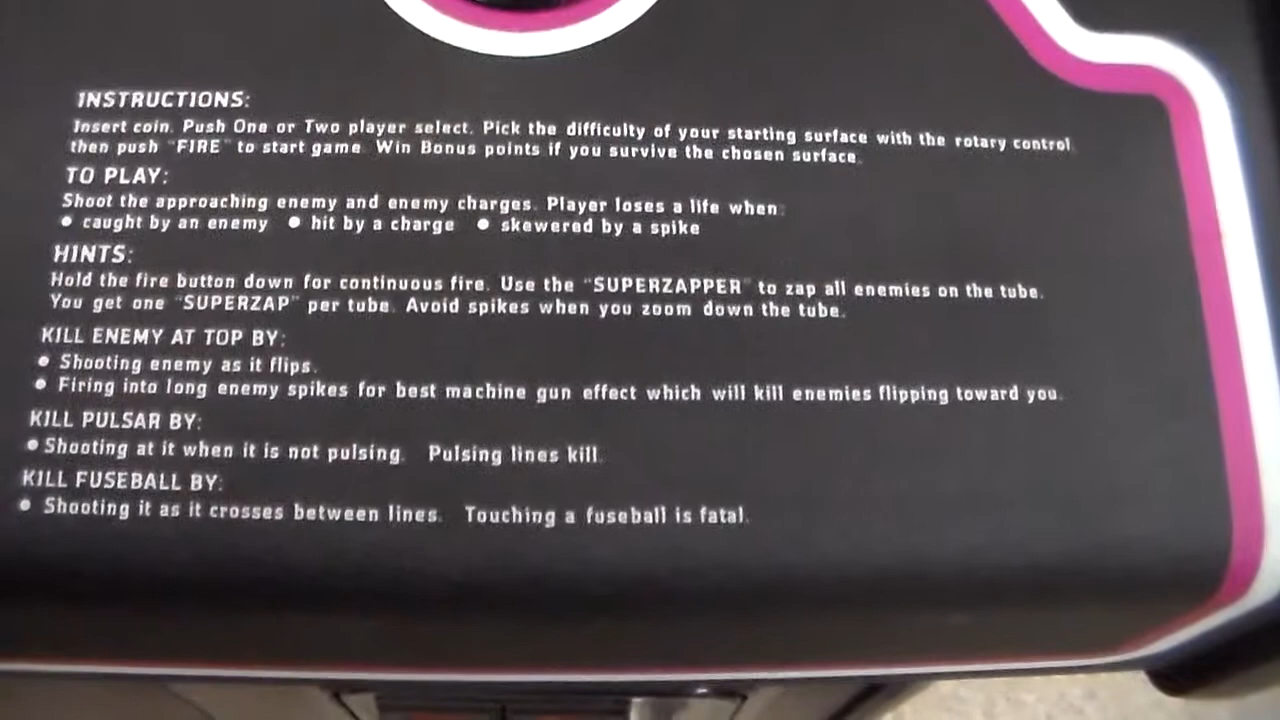 INSTRUCTIONS:
Insert coin. Push One or Two player select. Pick the difficulty of your starting surface with the rotary control
then push "FIRE" to start game. Win Bonus points if you survive the chosen surface.
TO PLAY:
Shoot the approaching enemy and enemy charges. Player loses a life when:
● caught by an enemy ● hit by a charge ● skewered by a spike
HINTS:
Hold the fire button down for continuous fire. Use the "SUPERZAPPER" to zap all enemies on the tube.
You get one "SUPERZAP" per tube. Avoid spikes when you zoom down the tube.
KILL ENEMY AT TOP BY:
● Shooting enemy as it flips.
● Firing into long enemy spikes for best machine gun effect which will kill enemies flipping toward you.
KILL PULSAR BY:
● Shooting at it when it is not pulsing. Pulsing lines kill.
KILL FUSEBALL BY:
● Shooting it as it crosses between lines. Touching a fuseball is fatal.